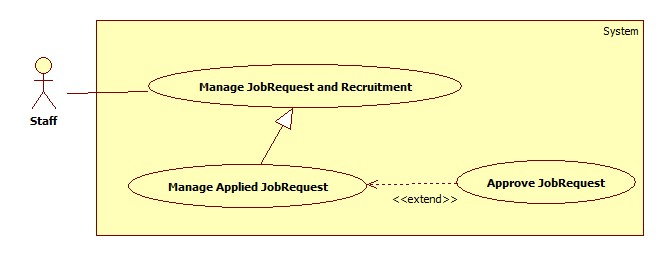 System
Manage JobRequest and Recruitment
Staff
Manage Applied JobRequest
Approve JobRequest
<<extend>>